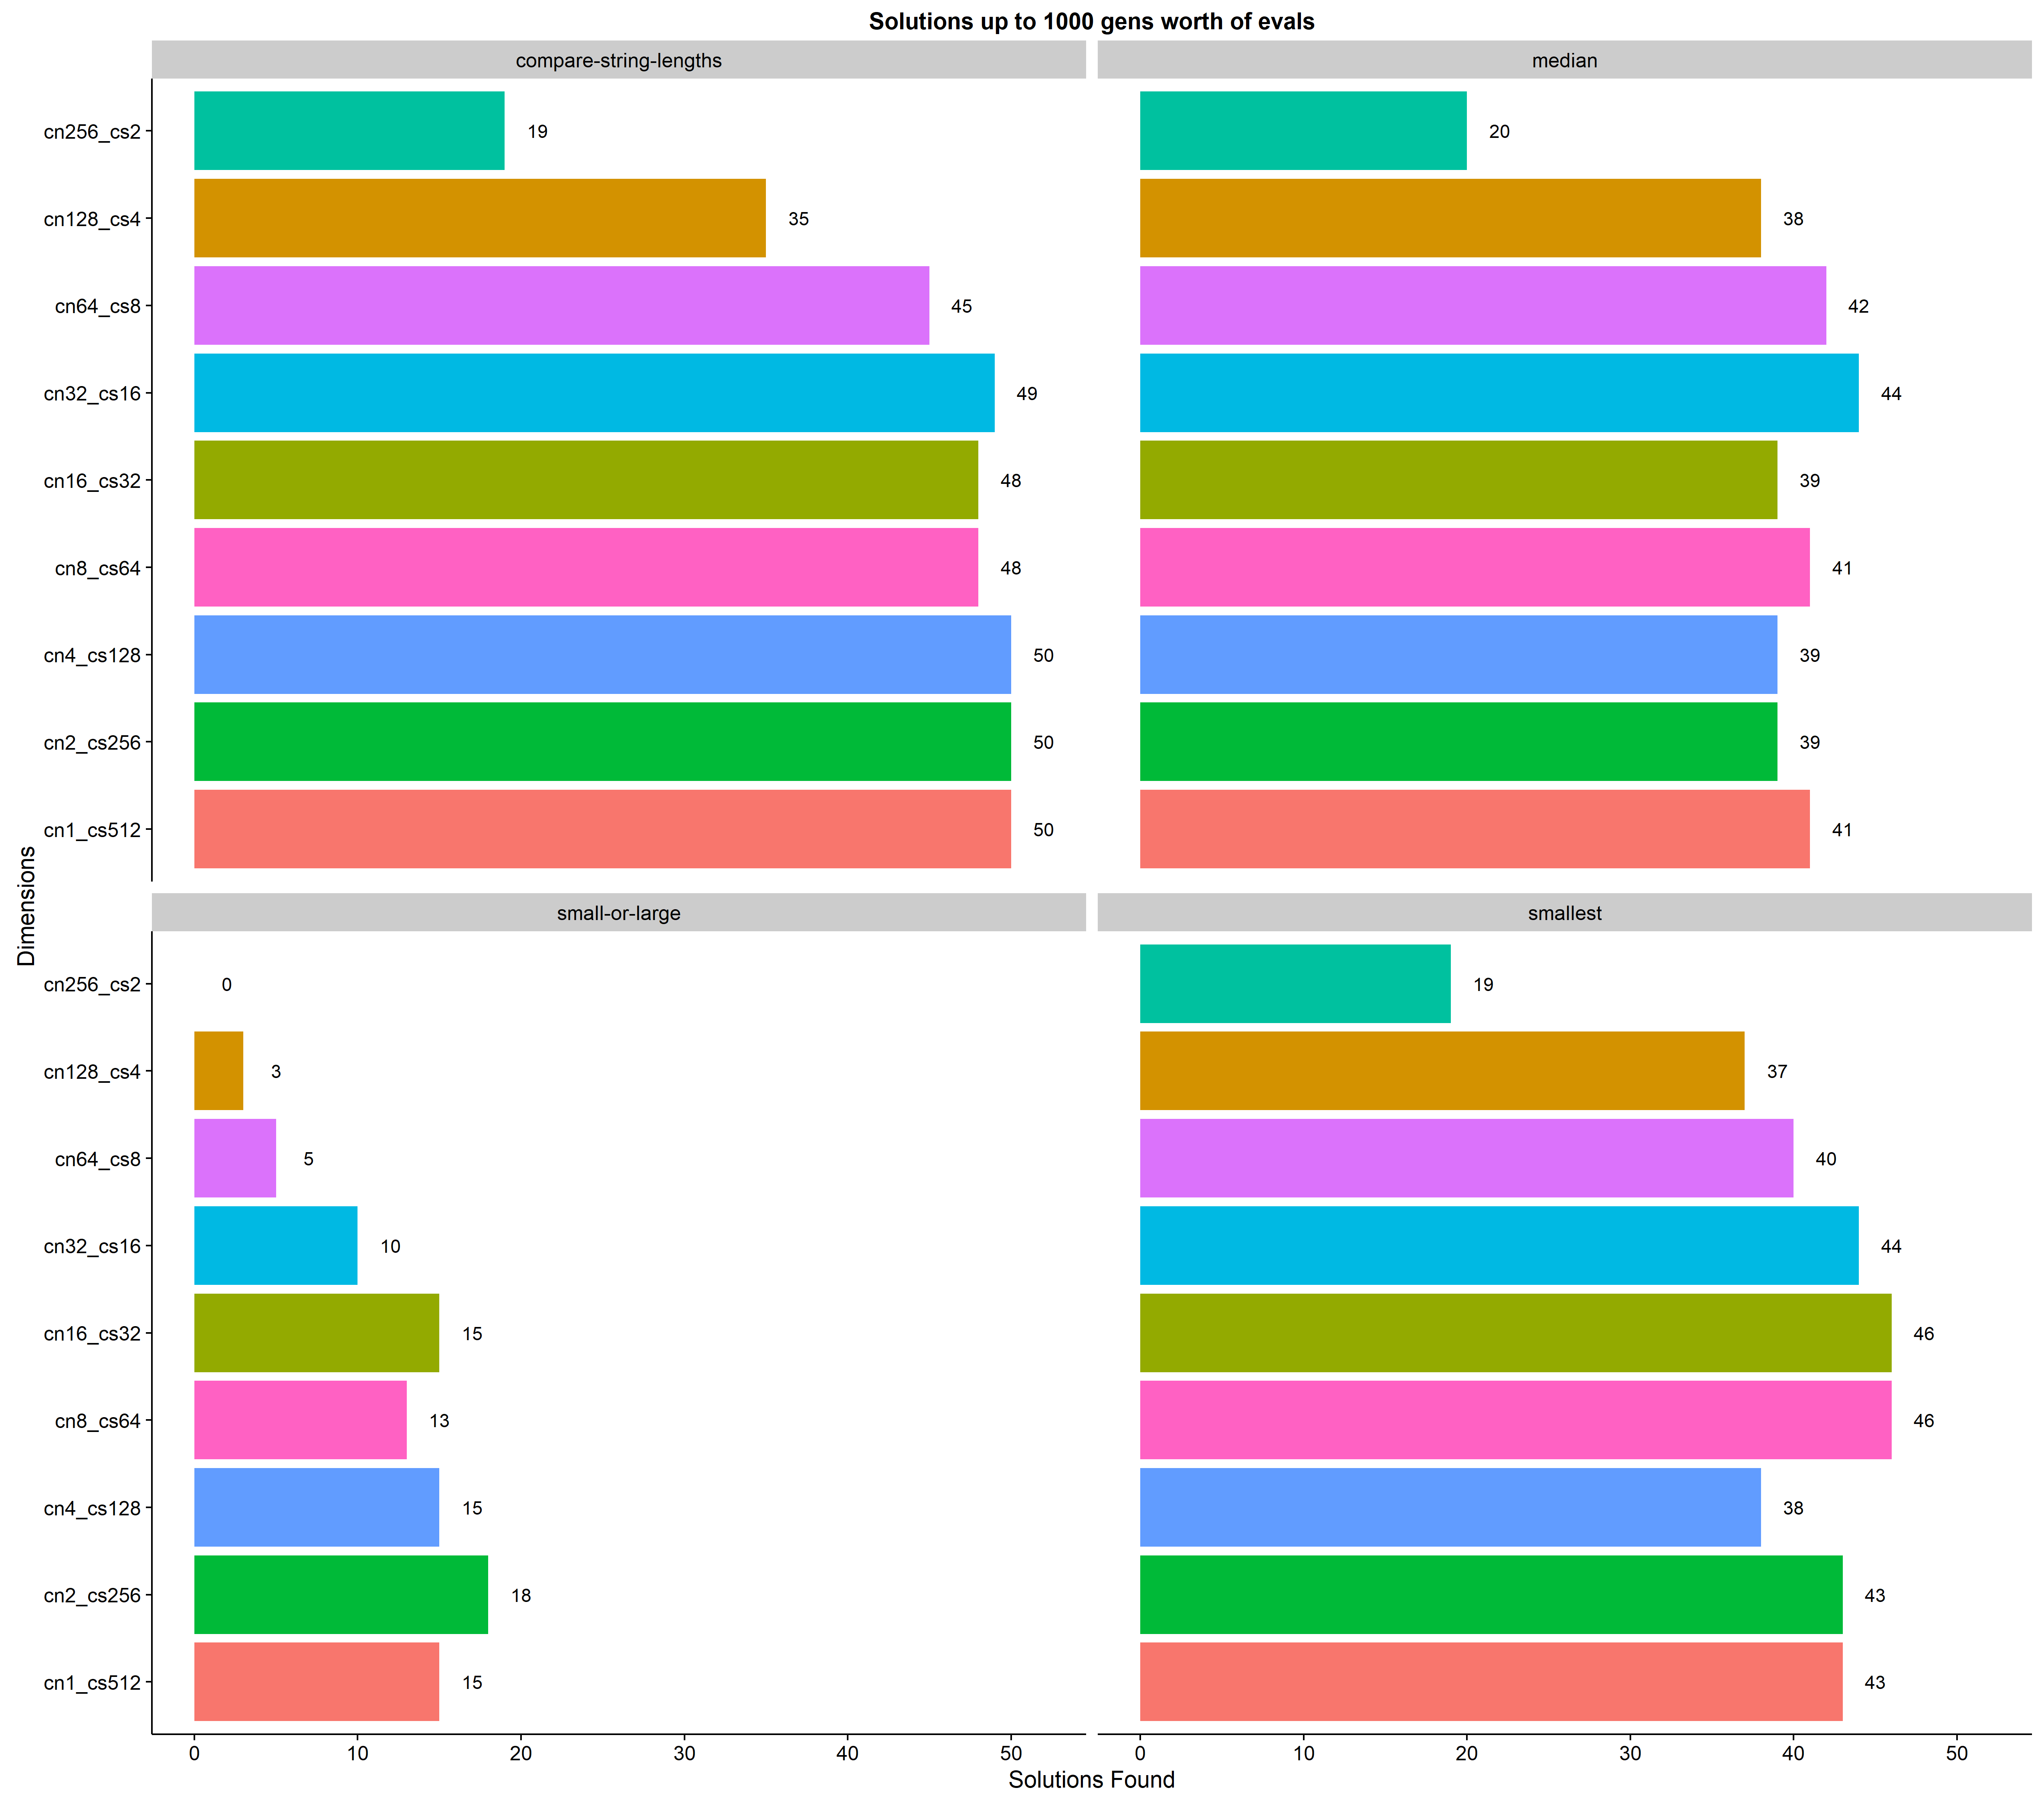 Solutions up to 1000 gens worth of evals
compare-string-lengths
median
cn256_cs2 19 20
cn128_cs4 35 38
cn64_cs8 45 42
cn32_cs16 49 44
cn16_cs32 48 39
cn8_cs64 48 41
cn4_cs128 50 39
cn2_cs256 50 39
cn1_cs512 50 41
Dimensions
small-or-large
smallest
cn256_cs2 0 19
cn128_cs4 3 37
cn64_cs8 5 40
cn32_cs16 10 44
cn16_cs32 15 46
cn8_cs64 13 46
cn4_cs128 15 38
cn2_cs256 18 43
cn1_cs512 15 43
0 10 20 30 40 50 0 10 20 30 40 50
Solutions Found